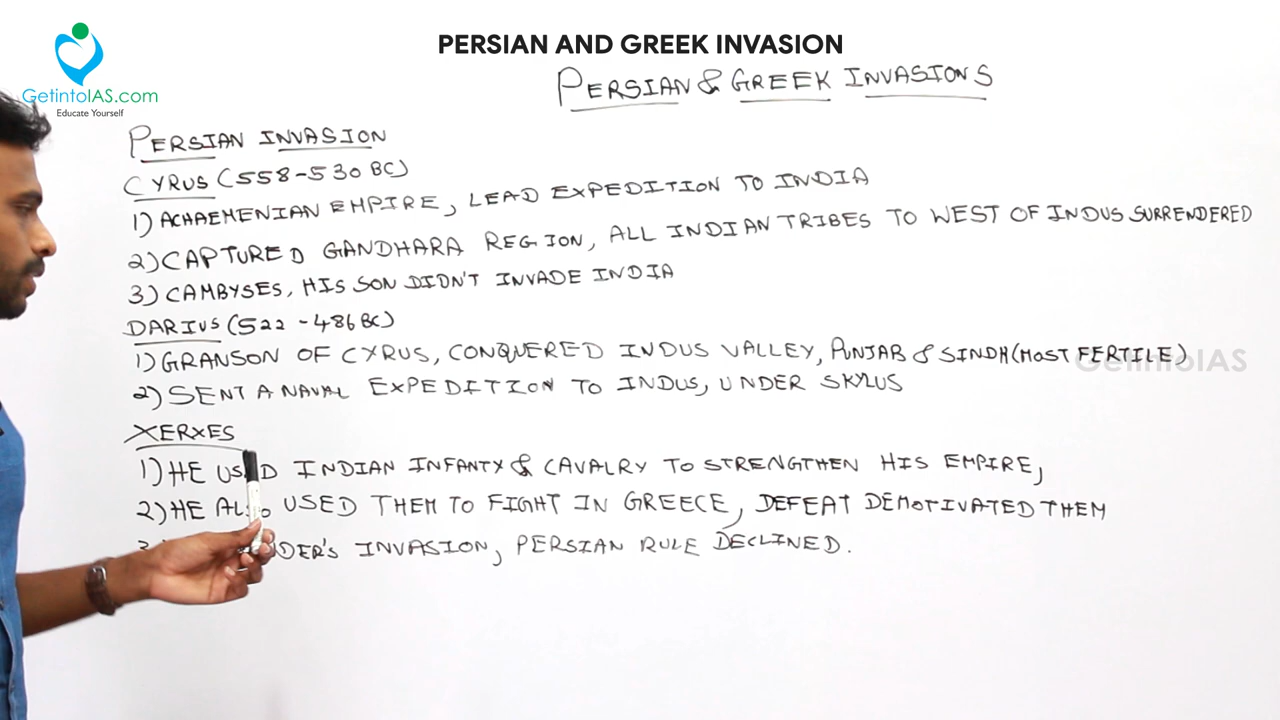 GetintoIAS.com
Educate Yourself
PERSIAN AND GREEK INVASION
PERSIAN & GREEK INVASIONS
PERSIAN INVASION
CYRUS (558-530 BC)
1) ACHAEMENIAN EMPIRE, LEAD EXPEDITION TO INDIA
2) CAPTURED GANDHARA REGION, ALL INDIAN TRIBES TO WEST OF INDUS SURRENDERED
3) CAMBYSES, HIS SON DIDN'T INVADE INDIA
DARIUS (522-486 BC)
1) GRANSON OF CYRUS, CONQUERED INDUS VALLEY, PUNJAB & SINDH (MOST FERTILE)
GetintoIAS
2) SENT A NAVAL EXPEDITION TO INDUS, UNDER SKYLUS
XERXES
1) HE USED INDIAN INFANTY & CAVALRY TO STRENGTHEN HIS EMPIRE,
2) HE ALSO USED THEM TO FIGHT IN GREECE, DEFEAT DEMOTIVATED THEM
INVASION, PERSIAN RULE DECLINED.